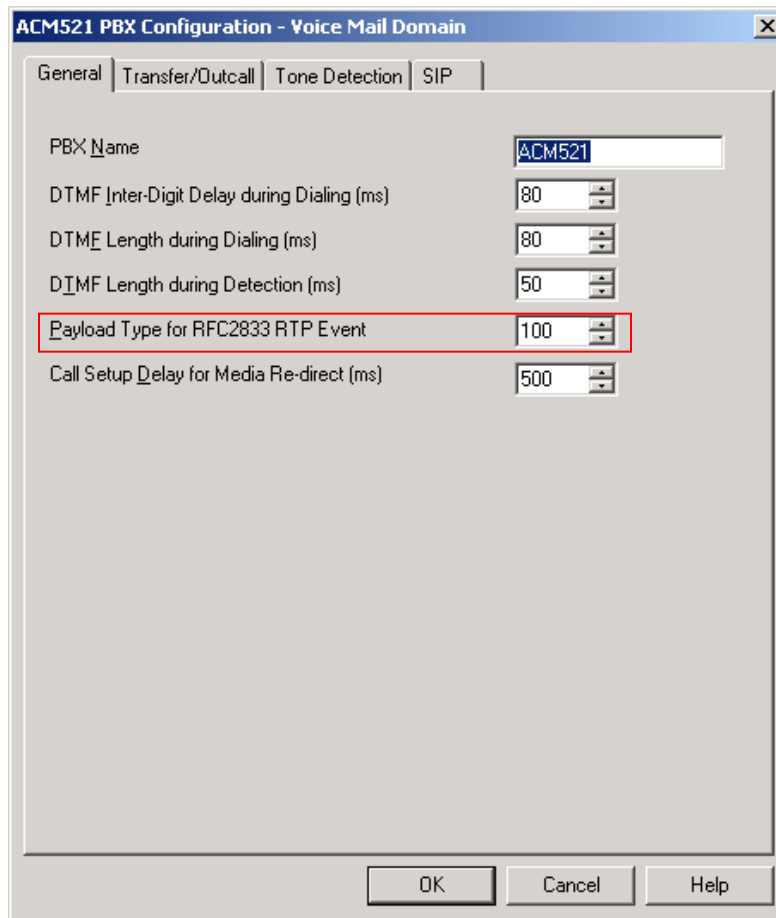 ACM521 PBX Configuration - Voice Mail Domain
General Transfer/Outcall Tone Detection SIP
PBX Name ACM521
DTMF Inter-Digit Delay during Dialing (ms) 80
DTMF Length during Dialing (ms) 80
DTMF Length during Detection (ms) 50
Payload Type for RFC2833 RTP Event 100
Call Setup Delay for Media Re-direct (ms) 500
OK Cancel Help